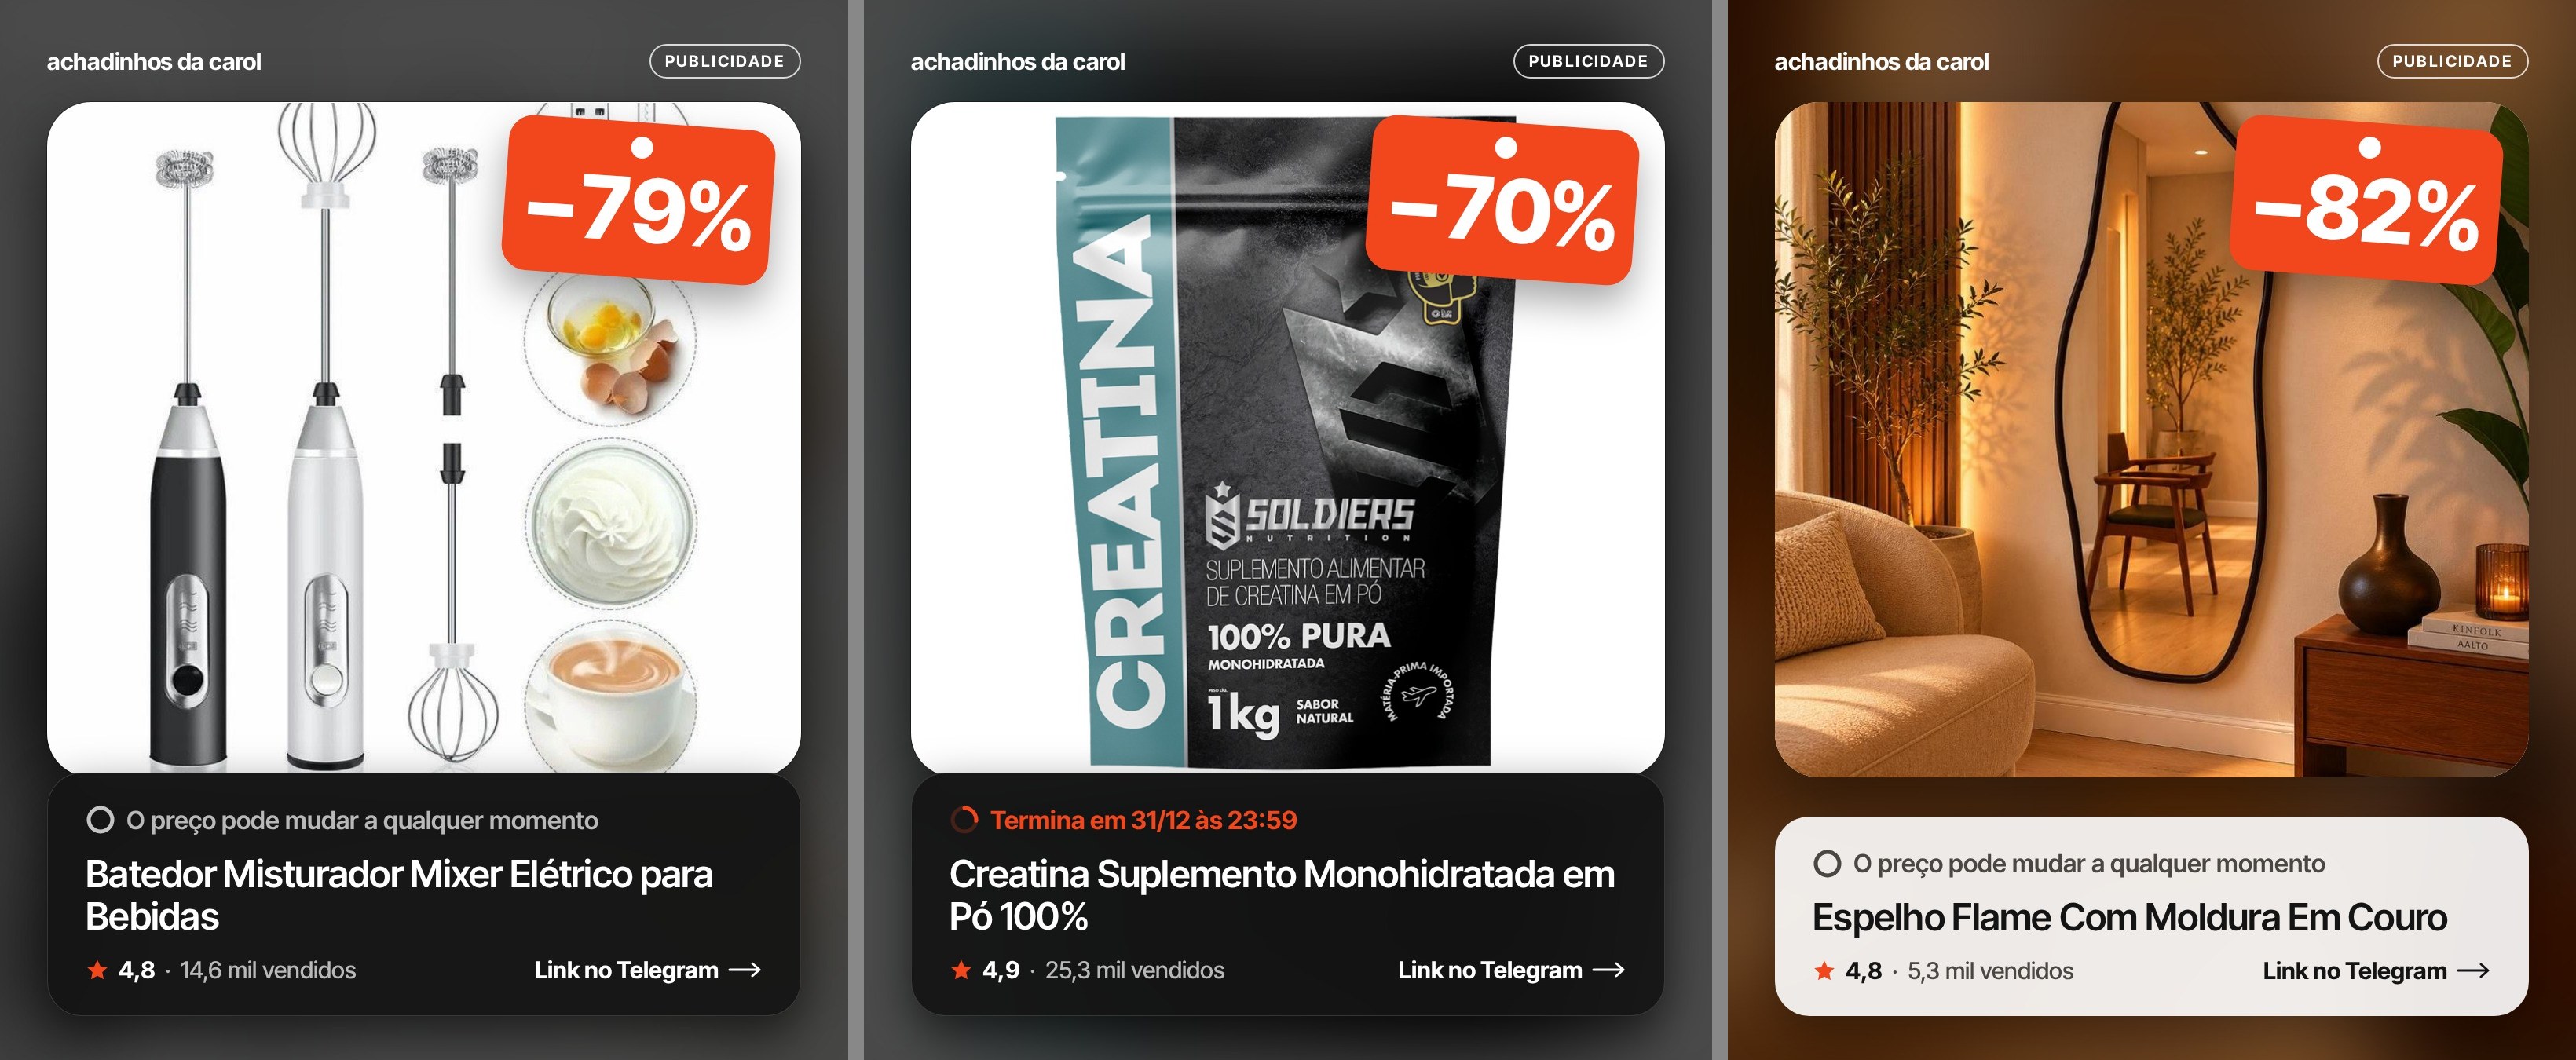 achadinhos da carol
PUBLICIDADE
–79%
O preço pode mudar a qualquer momento
Batedor Misturador Mixer Elétrico para
Bebidas
4,8 · 14,6 mil vendidos
Link no Telegram →
achadinhos da carol
PUBLICIDADE
–70%
CREATINA
SOLDIERS
NUTRITION
SUPLEMENTO ALIMENTAR
DE CREATINA EM PÓ
100% PURA
MONOHIDRATADA
1kg
SABOR
NATURAL
MATÉRIA-PRIMA IMPORTADA
Termina em 31/12 às 23:59
Creatina Suplemento Monohidratada em
Pó 100%
4,9 · 25,3 mil vendidos
Link no Telegram →
achadinhos da carol
PUBLICIDADE
–82%
KINFOLK
AALTO
O preço pode mudar a qualquer momento
Espelho Flame Com Moldura Em Couro
4,8 · 5,3 mil vendidos
Link no Telegram →